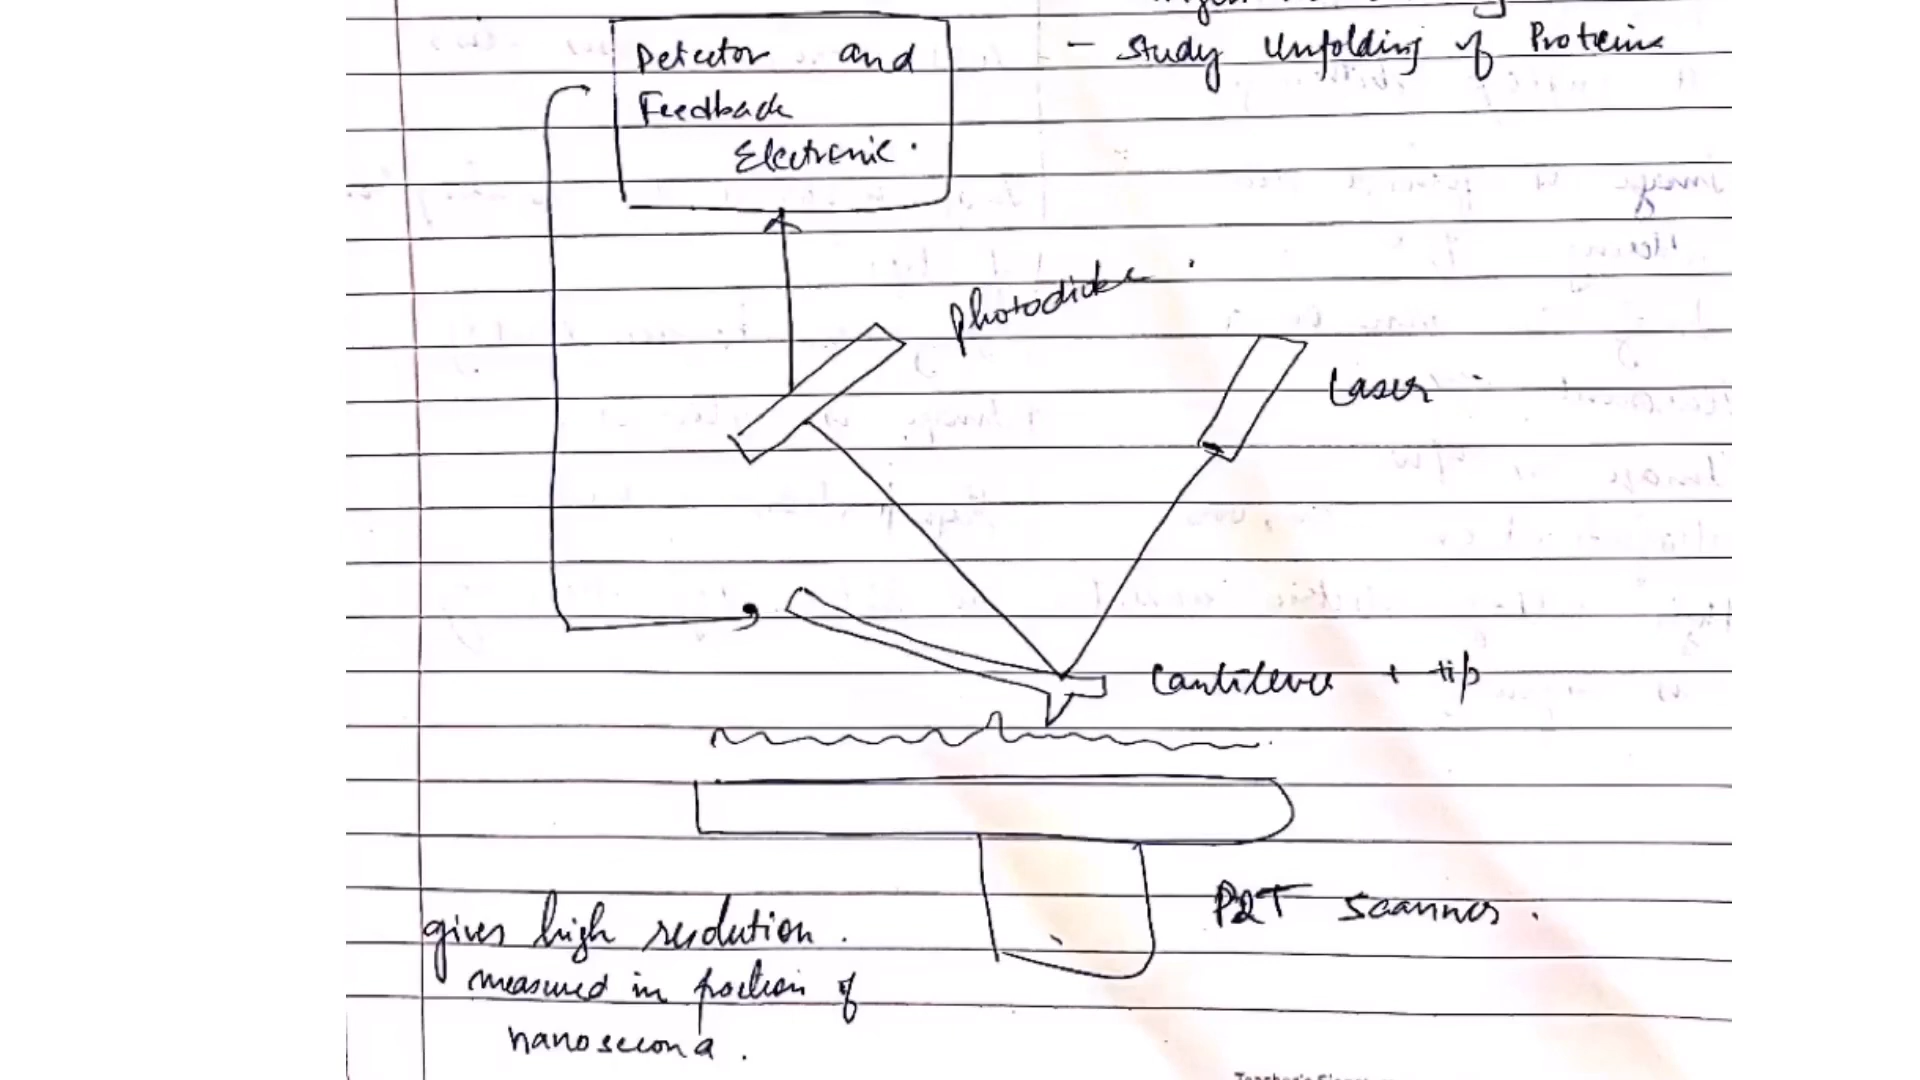 - Study Unfolding of Proteins
Detector and
Feedback
Electronic.
Photodiode.
Laser
Cantilever + tip
PZT Scanner.
gives high resolution.
measured in fraction of
nanosecond.